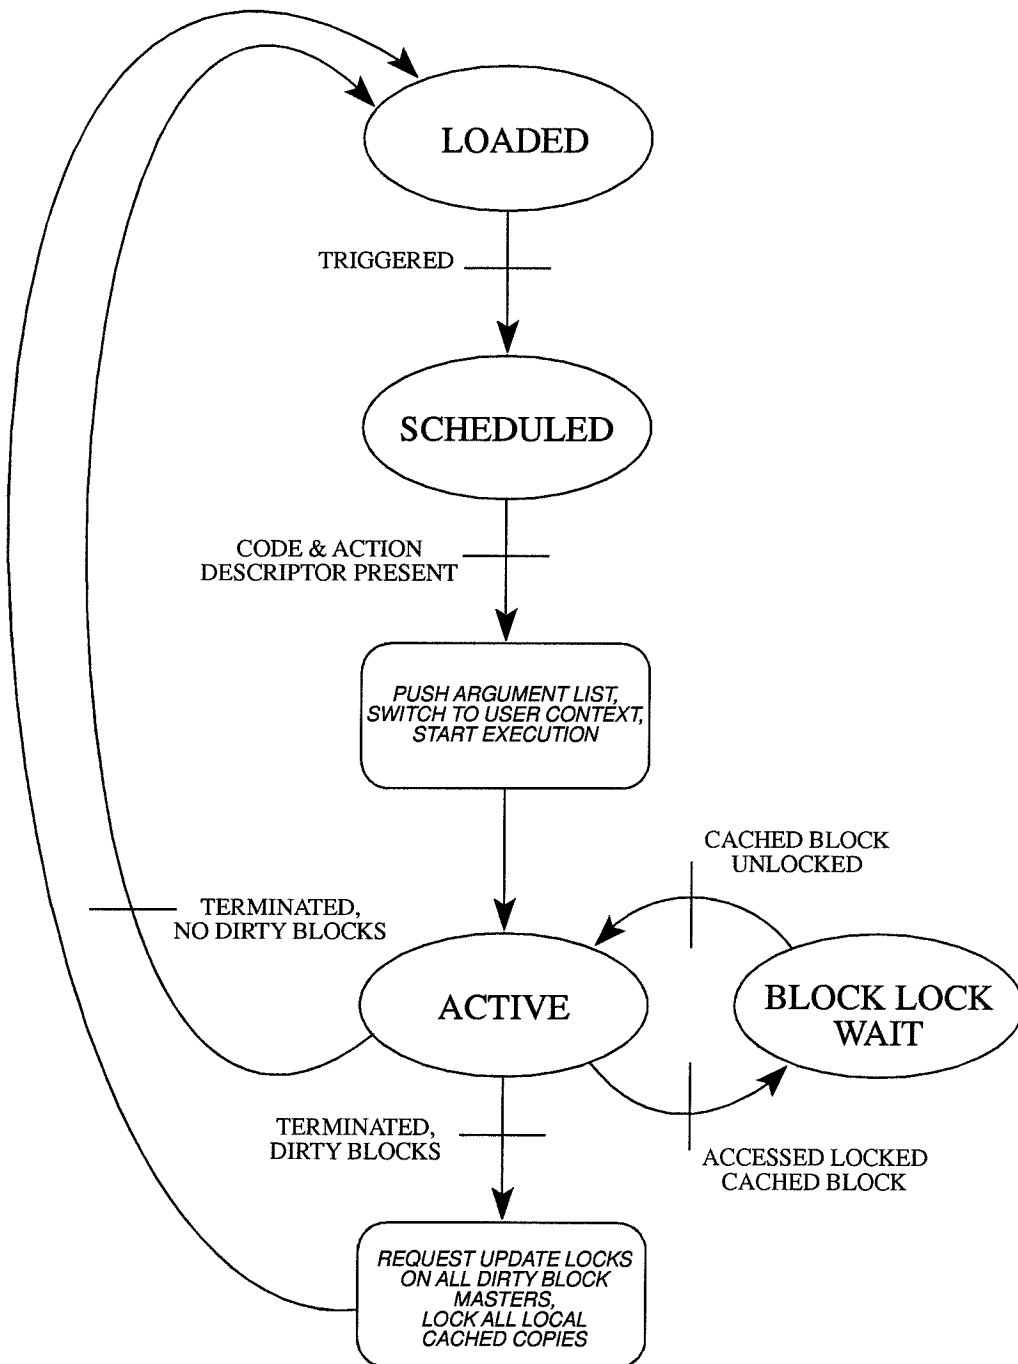 LOADED
TRIGGERED
SCHEDULED
CODE & ACTION
DESCRIPTOR PRESENT
PUSH ARGUMENT LIST,
SWITCH TO USER CONTEXT,
START EXECUTION
CACHED BLOCK
UNLOCKED
TERMINATED,
NO DIRTY BLOCKS
ACTIVE
BLOCK LOCK
WAIT
TERMINATED,
DIRTY BLOCKS
ACCESSED LOCKED
CACHED BLOCK
REQUEST UPDATE LOCKS
ON ALL DIRTY BLOCK
MASTERS,
LOCK ALL LOCAL
CACHED COPIES